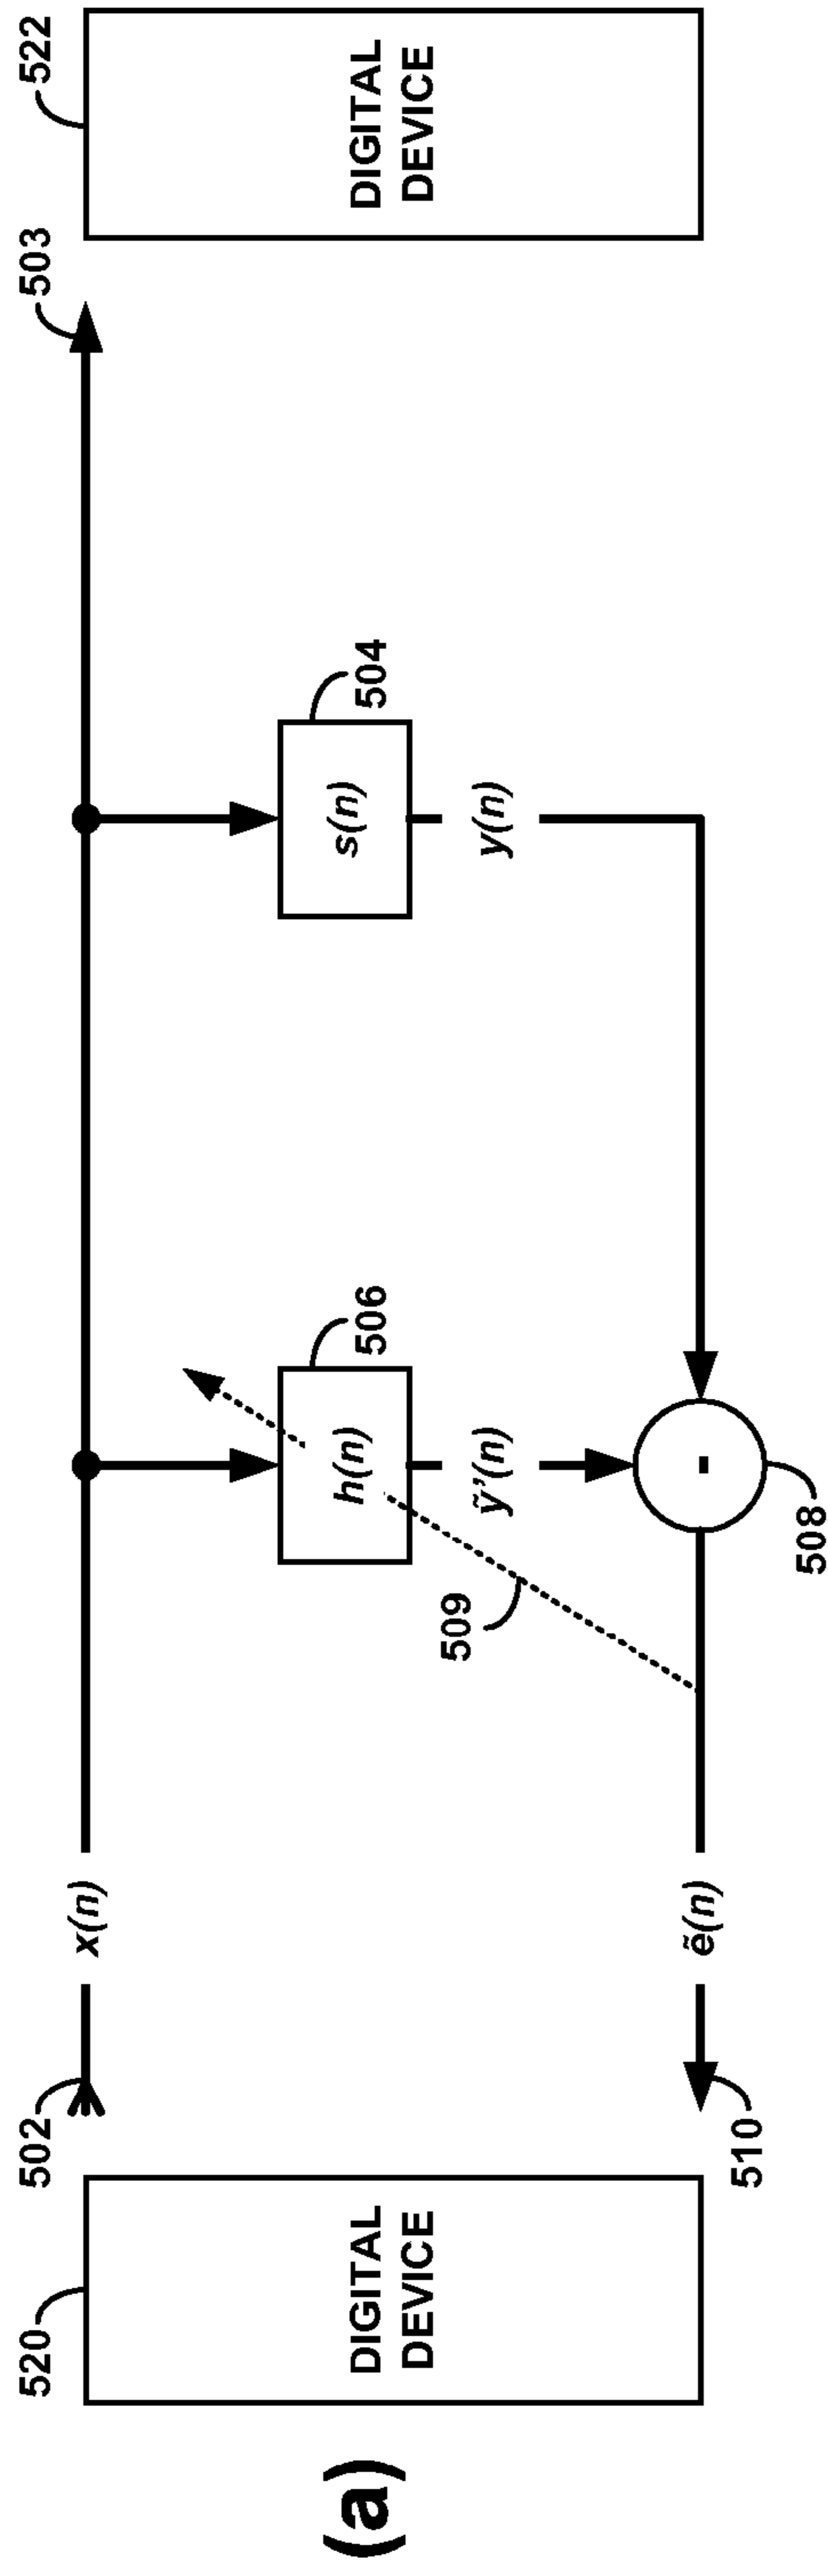 (a)
520
DIGITAL
DEVICE
502
x(n)
510
ẽ(n)
509
506
h(n)
ỹ’(n)
508
-
504
s(n)
y(n)
503
522
DIGITAL
DEVICE